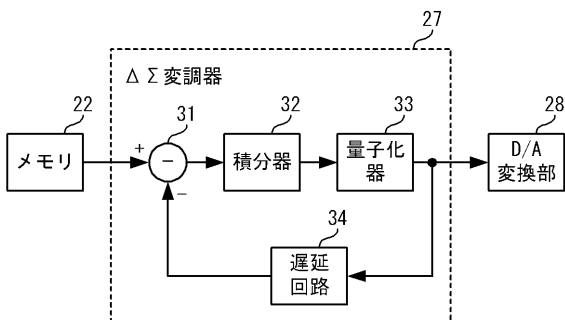 27
ΔΣ変調器
22
31
32
33
28
メモリ
+
−
積分器
量子化
器
D/A
変換部
−
34
遅延
回路